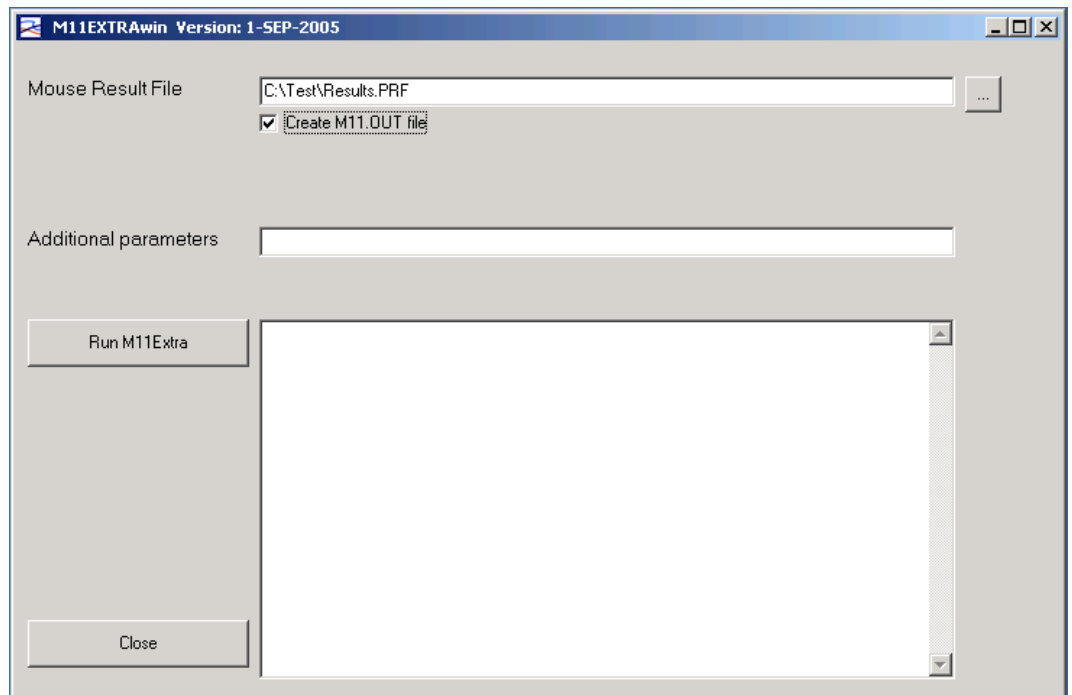 M11EXTRAwin Version: 1-SEP-2005
Mouse Result File
C:\Test\Results.PRF
...
Create M11.OUT file
Additional parameters
Run M11Extra
Close